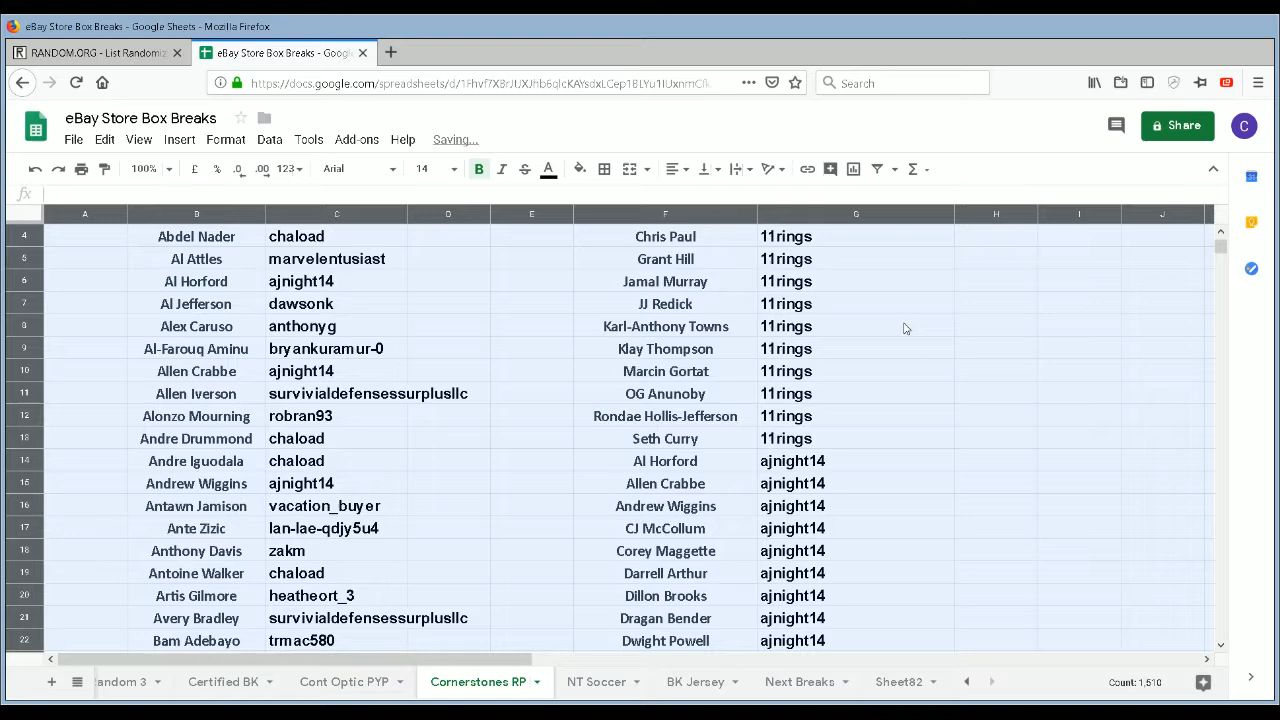 eBay Store Box Breaks - Google Sheets - Mozilla Firefox
RANDOM.ORG - List Randomiz
eBay Store Box Breaks - Googl
Search
eBay Store Box Breaks
File Edit View Insert Format Data Tools Add-ons Help Saving...
Share C
100% £ % .0 .00 123 Arial 14 B I S A
fx
A B C D E F G H I J
4 Abdel Nader chaload Chris Paul 11rings
5 Al Attles marvelentusiast Grant Hill 11rings
6 Al Horford ajnight14 Jamal Murray 11rings
7 Al Jefferson dawsonk JJ Redick 11rings
8 Alex Caruso anthonyg Karl-Anthony Towns 11rings
9 Al-Farouq Aminu bryankuramur-0 Klay Thompson 11rings
10 Allen Crabbe ajnight14 Marcin Gortat 11rings
11 Allen Iverson survivialdefensessurplusllc OG Anunoby 11rings
12 Alonzo Mourning robran93 Rondae Hollis-Jefferson 11rings
13 Andre Drummond chaload Seth Curry 11rings
14 Andre Iguodala chaload Al Horford ajnight14
15 Andrew Wiggins ajnight14 Allen Crabbe ajnight14
16 Antawn Jamison vacation_buyer Andrew Wiggins ajnight14
17 Ante Zizic lan-lae-qdjy5u4 CJ McCollum ajnight14
18 Anthony Davis zakm Corey Maggette ajnight14
19 Antoine Walker chaload Darrell Arthur ajnight14
20 Artis Gilmore heatheort_3 Dillon Brooks ajnight14
21 Avery Bradley survivialdefensessurplusllc Dragan Bender ajnight14
22 Bam Adebayo trmac580 Dwight Powell ajnight14
andom 3 Certified BK Cont Optic PYP Cornerstones RP NT Soccer BK Jersey Next Breaks Sheet82 Count: 1,510